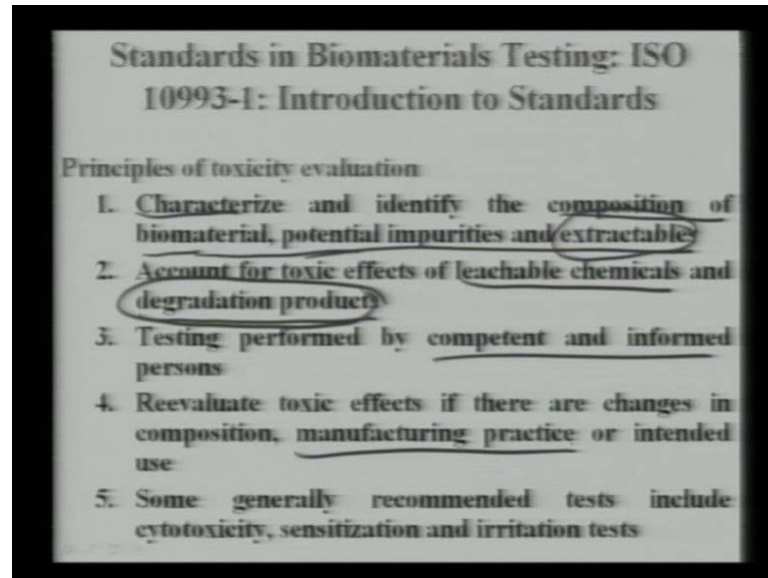 Standards in Biomaterials Testing: ISO
10993-1: Introduction to Standards
Principles of toxicity evaluation
1. Characterize and identify the composition of
biomaterial, potential impurities and extractables
2. Account for toxic effects of leachable chemicals and
degradation products
3. Testing performed by competent and informed
persons
4. Reevaluate toxic effects if there are changes in
composition, manufacturing practice or intended
use
5. Some generally recommended tests include
cytotoxicity, sensitization and irritation tests